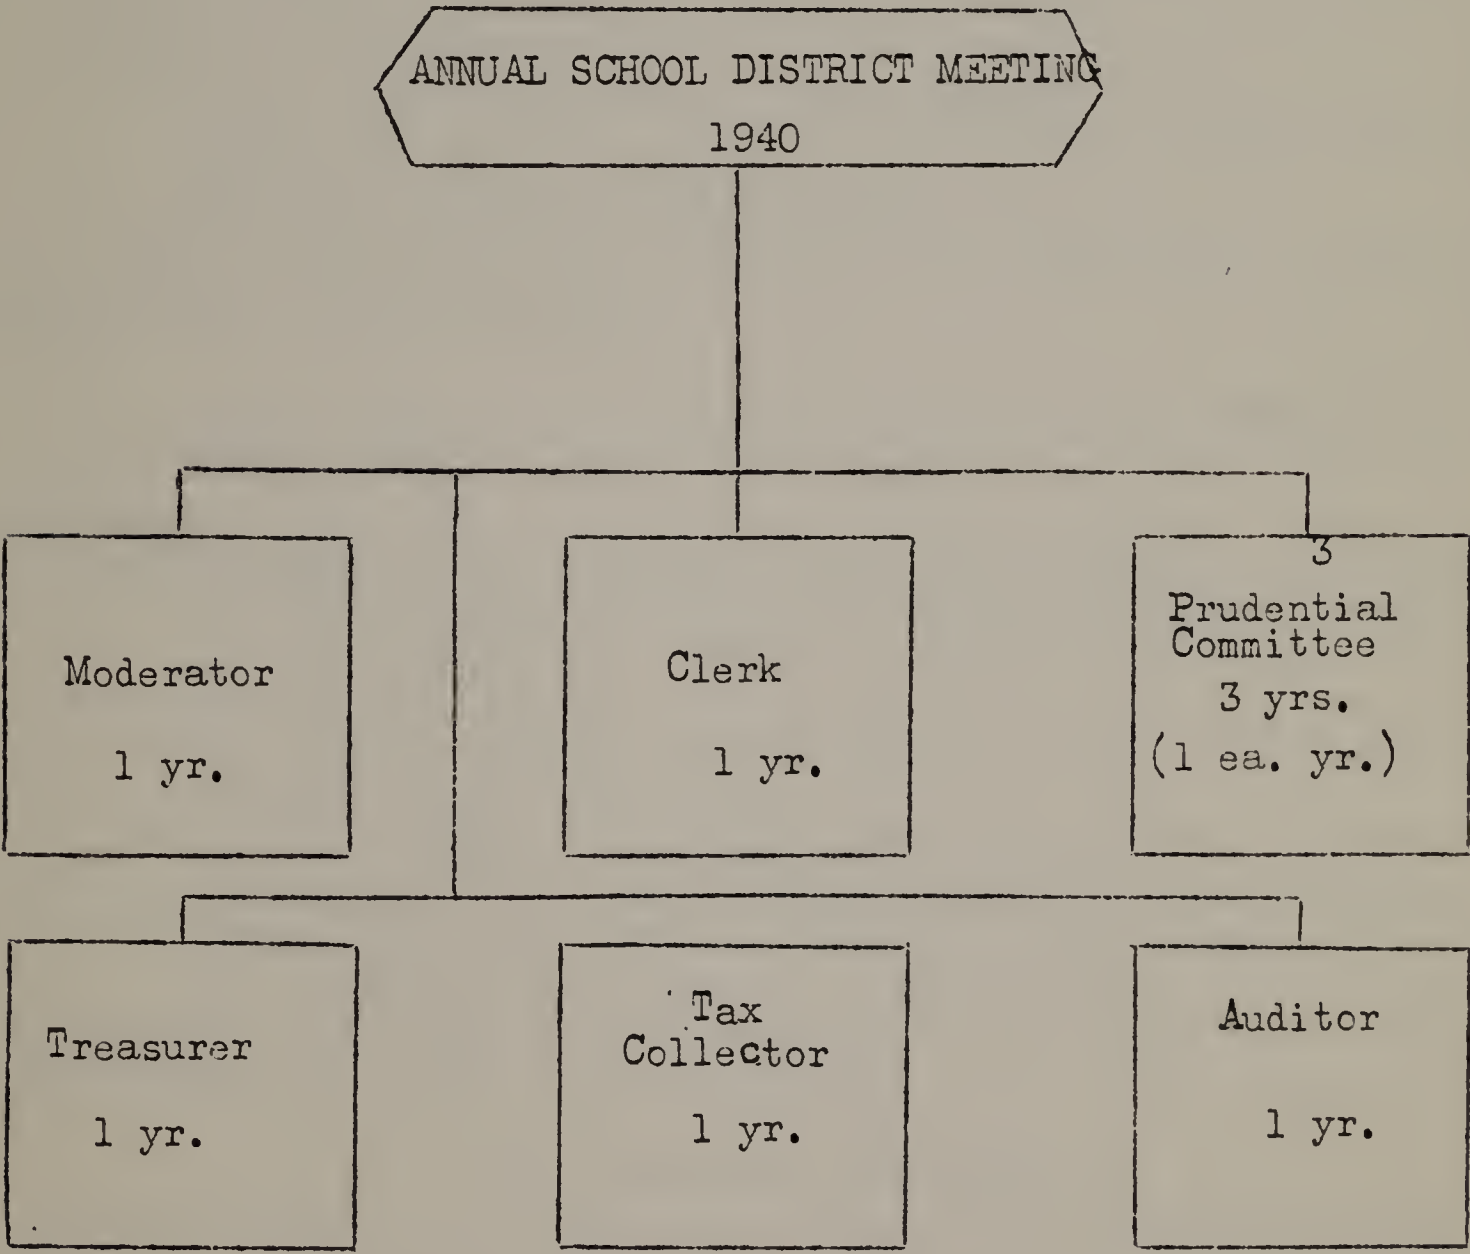 ANNUAL SCHOOL DISTRICT MEETING
1940
Moderator
1 yr.
Clerk
1 yr.
3
Prudential
Committee
3 yrs.
(1 ea. yr.)
Treasurer
1 yr.
Tax
Collector
1 yr.
Auditor
1 yr.